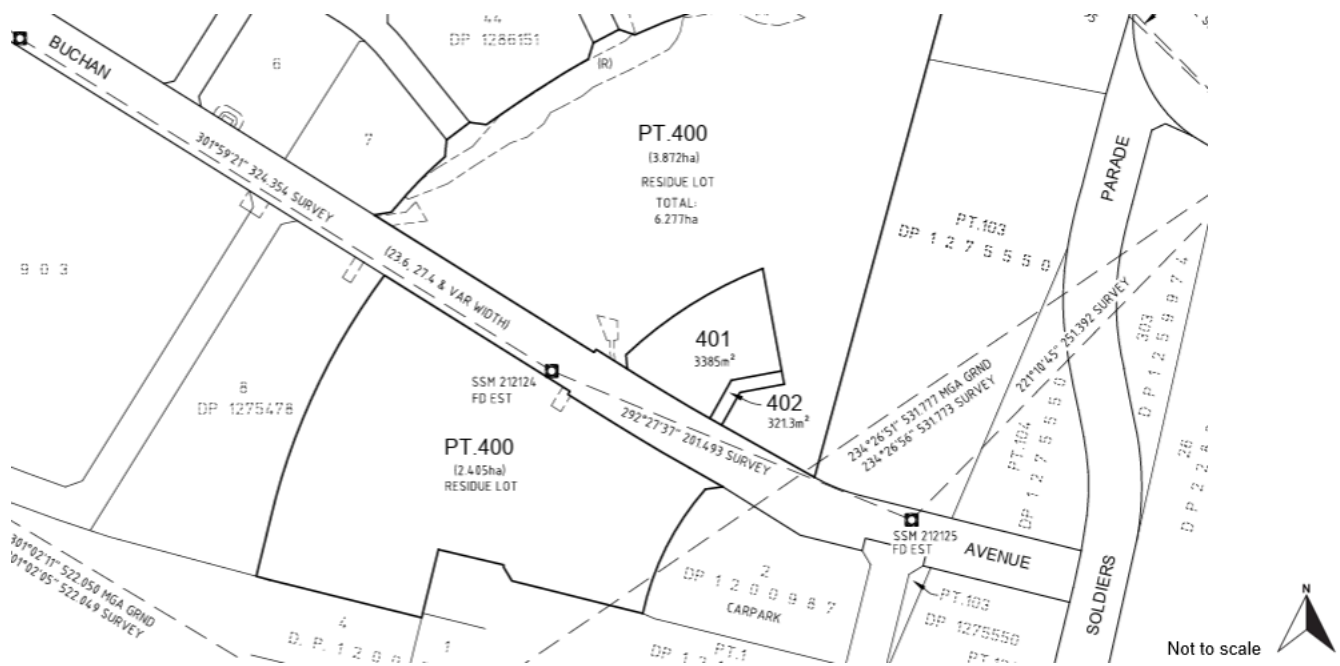 BUCHAN
6
7
44
DP 1286151
(R)
301°59'21" 324.354 SURVEY
(23.6, 27.4 & VAR WIDTH)
903
8
DP 1275478
PT.400
(3.872ha)
RESIDUE LOT
TOTAL:
6.277ha
PARADE
PT.103
DP 1275550
303
DP1259974
401
3385m²
402
321.3m²
SSM 212124
FD EST
292°27'37" 201.493 SURVEY
234°26'51" 531.777 MGA GRND
234°26'56" 531.773 SURVEY
221°10'45" 251.392 SURVEY
PT.104
DP 1275550
26
PT.400
(2.405ha)
RESIDUE LOT
SSM 212125
FD EST
AVENUE
SOLDIERS
301°02'11" 522.050 MGA GRND
01°02'05" 522.049 SURVEY
4
D. P. 1200
1
2
DP 1200987
CARPARK
PT.1
PT.103
DP 1275550
N
Not to scale